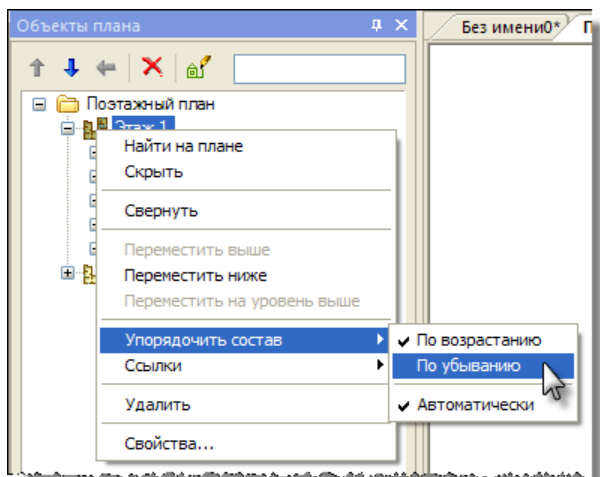 Объекты плана
Без имени0*
П
Поэтажный план
Этаж 1
Найти на плане
Скрыть
Свернуть
Переместить выше
Переместить ниже
Переместить на уровень выше
Упорядочить состав
По возрастанию
Ссылки
По убыванию
Удалить
Автоматически
Свойства...